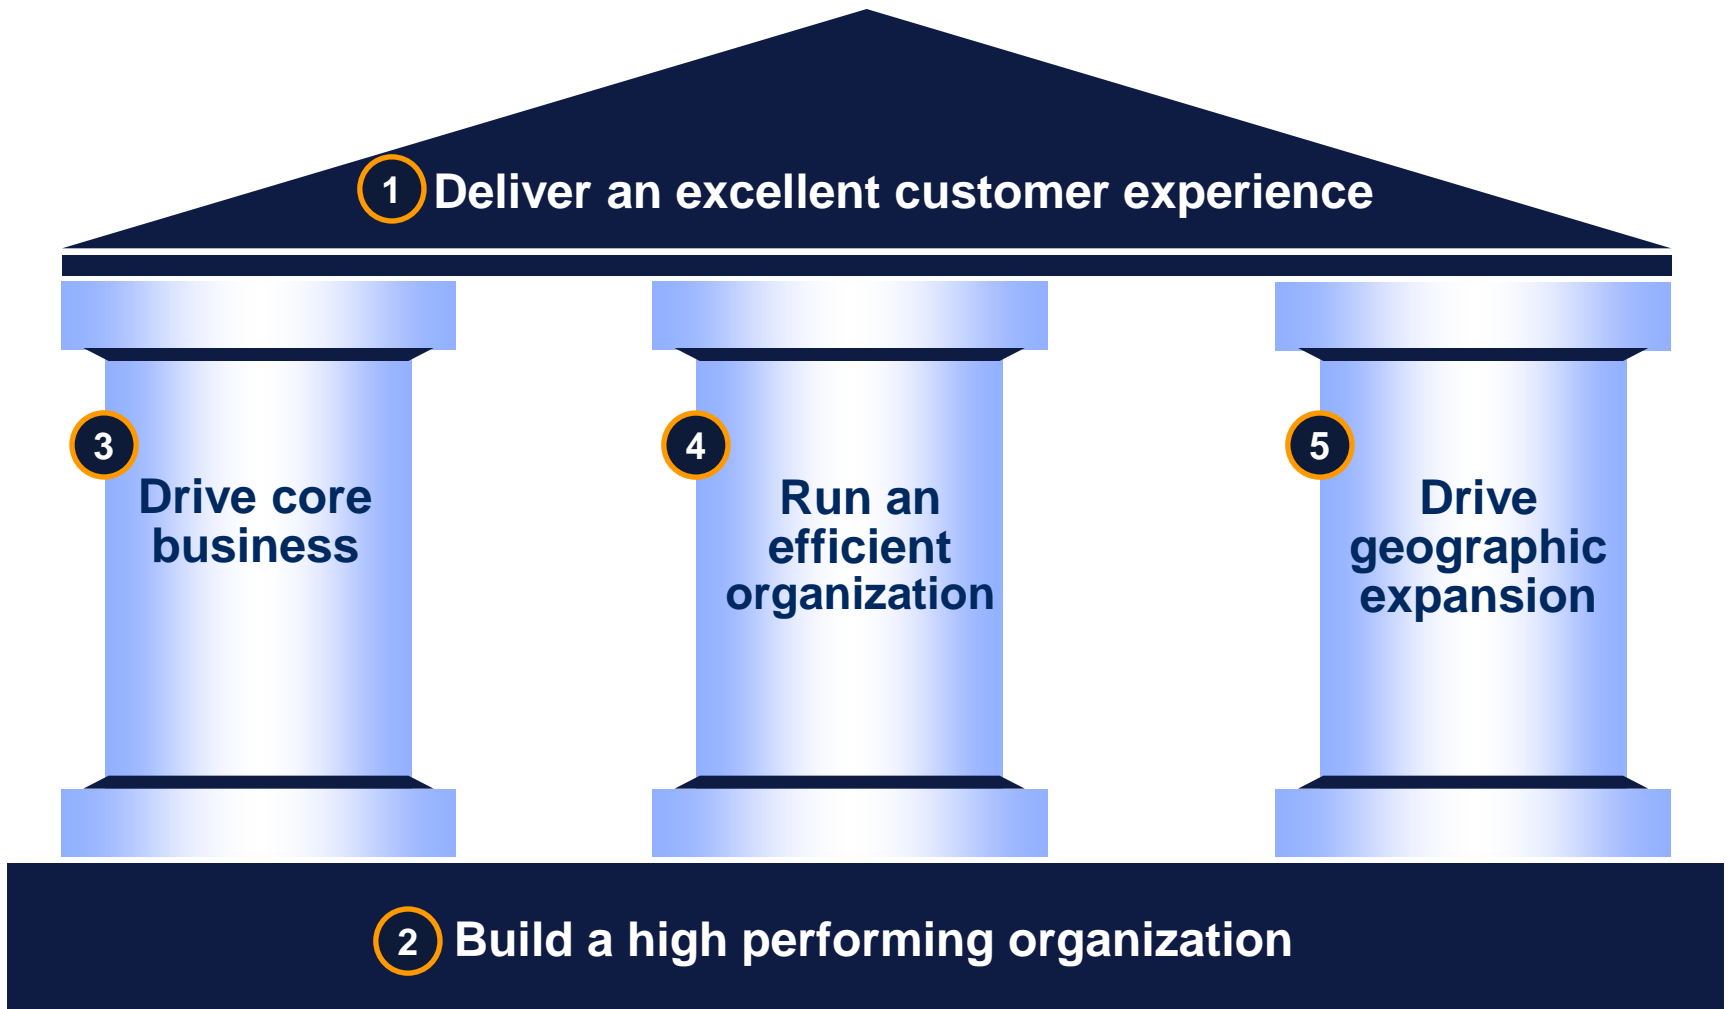 1 Deliver an excellent customer experience
3
Drive core
business
4
Run an
efficient
organization
5
Drive
geographic
expansion
2 Build a high performing organization